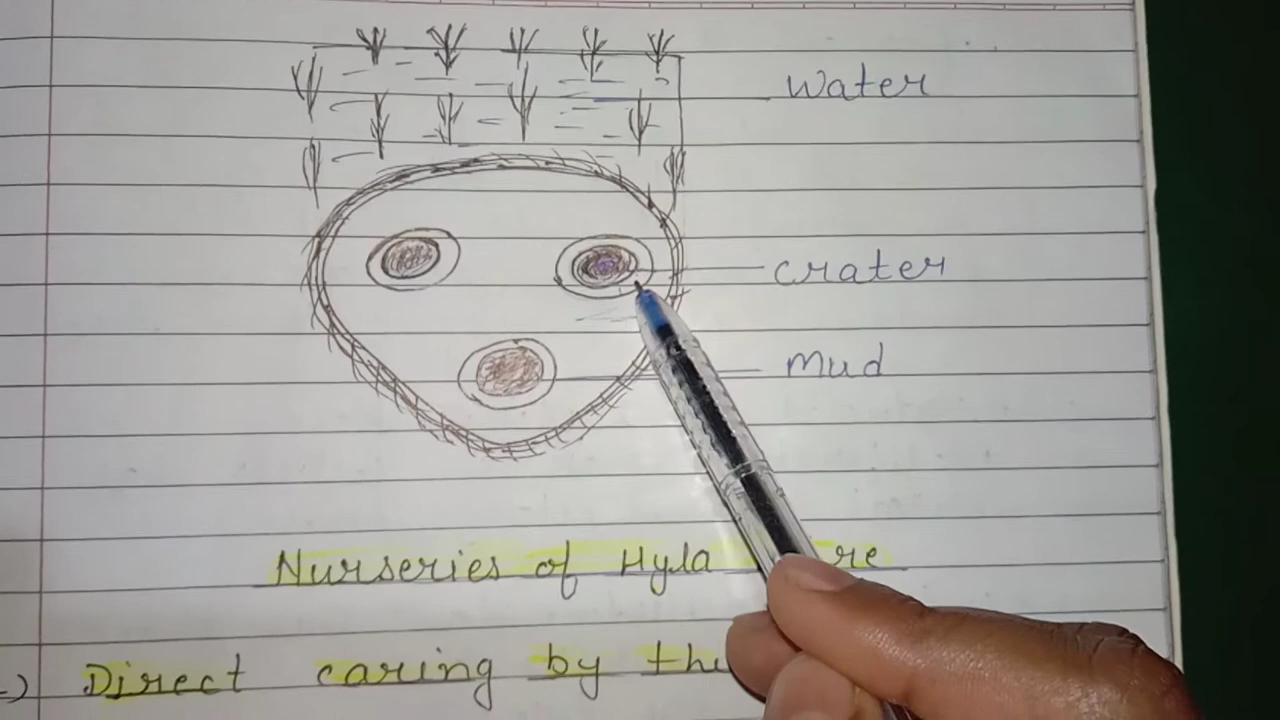 Water
crater
Mud
Nurseries of Hyla
Direct caring by